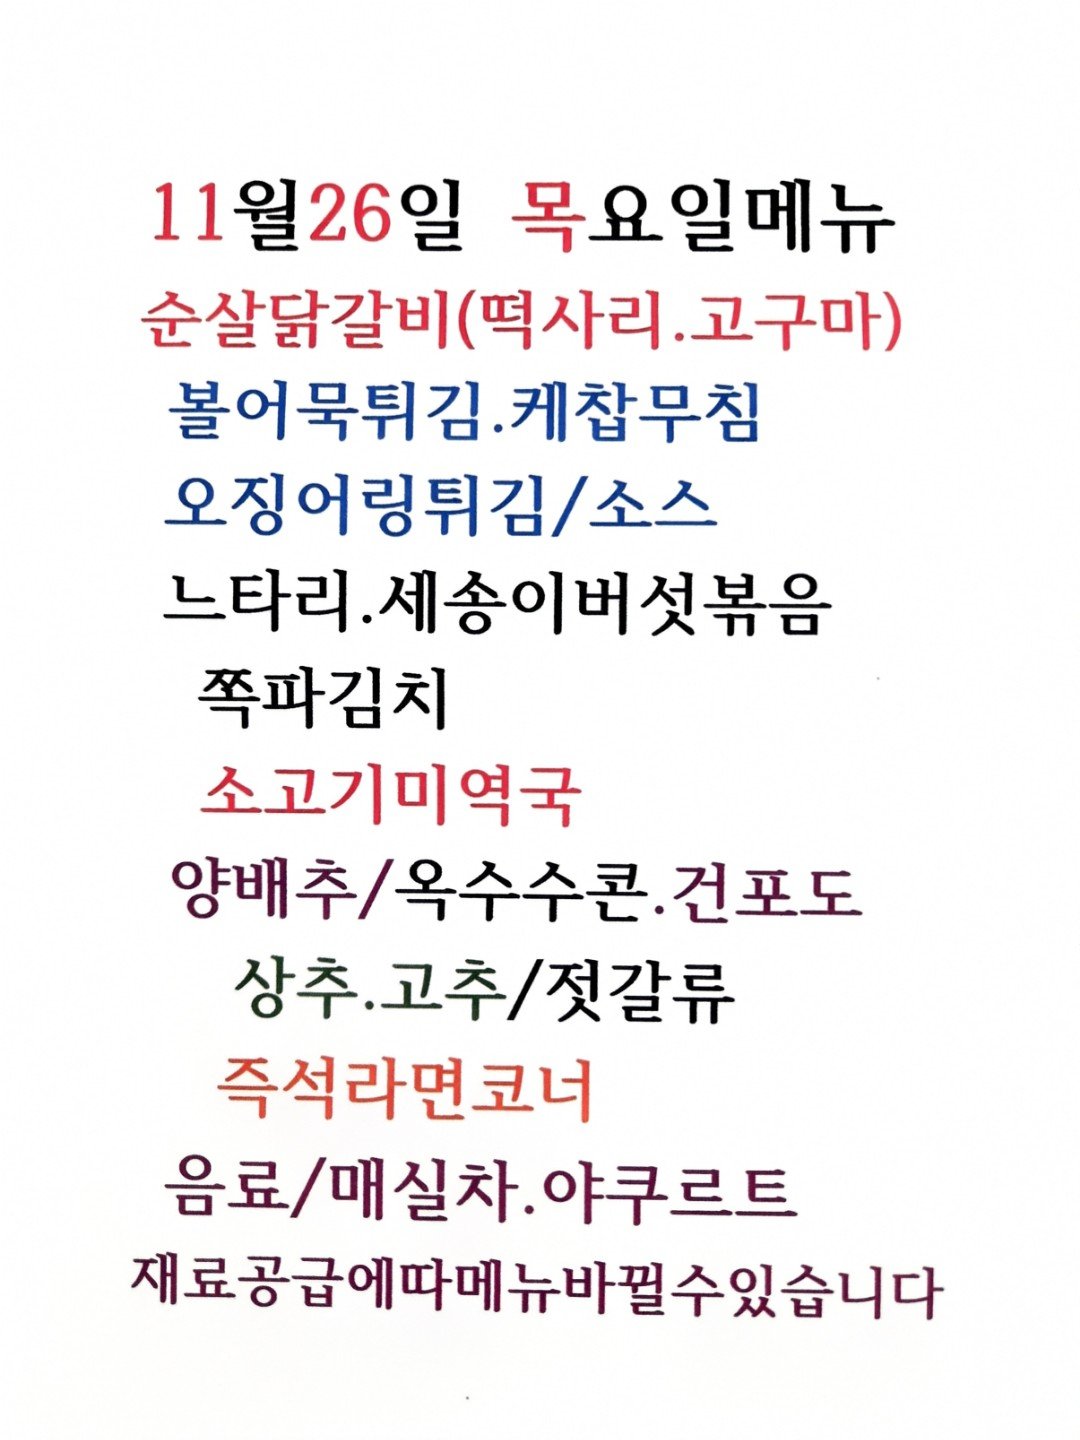 11월26일 목요일메뉴
순살닭갈비(떡사리.고구마)
볼어묵튀김.케찹무침
오징어링튀김/소스
느타리.세송이버섯볶음
쪽파김치
소고기미역국
양배추/옥수수콘.건포도
상추.고추/젓갈류
즉석라면코너
음료/매실차.야쿠르트
재료공급에따메뉴바뀔수있습니다